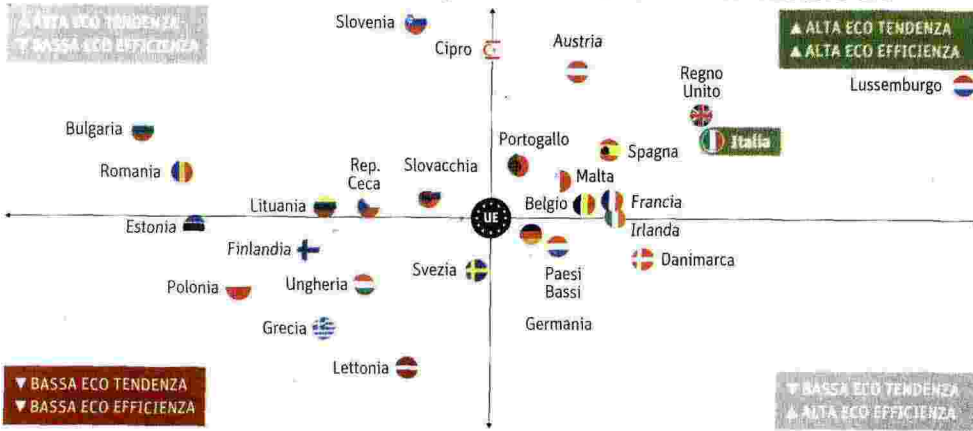 ▲ ALTA ECO TENDENZA
▼ BASSA ECO EFFICIENZA
▲ ALTA ECO TENDENZA
▲ ALTA ECO EFFICIENZA
Slovenia
Cipro
Austria
Regno
Unito
Lussemburgo
Bulgaria
Portogallo
Italia
Spagna
Romania
Rep.
Ceca
Slovacchia
Malta
Lituania
Belgio
Francia
Estonia
UE
Irlanda
Finlandia
Svezia
Paesi
Bassi
Danimarca
Polonia
Ungheria
Grecia
Germania
Lettonia
▼ BASSA ECO TENDENZA
▼ BASSA ECO EFFICIENZA
▼ BASSA ECO TENDENZA
▲ ALTA ECO EFFICIENZA